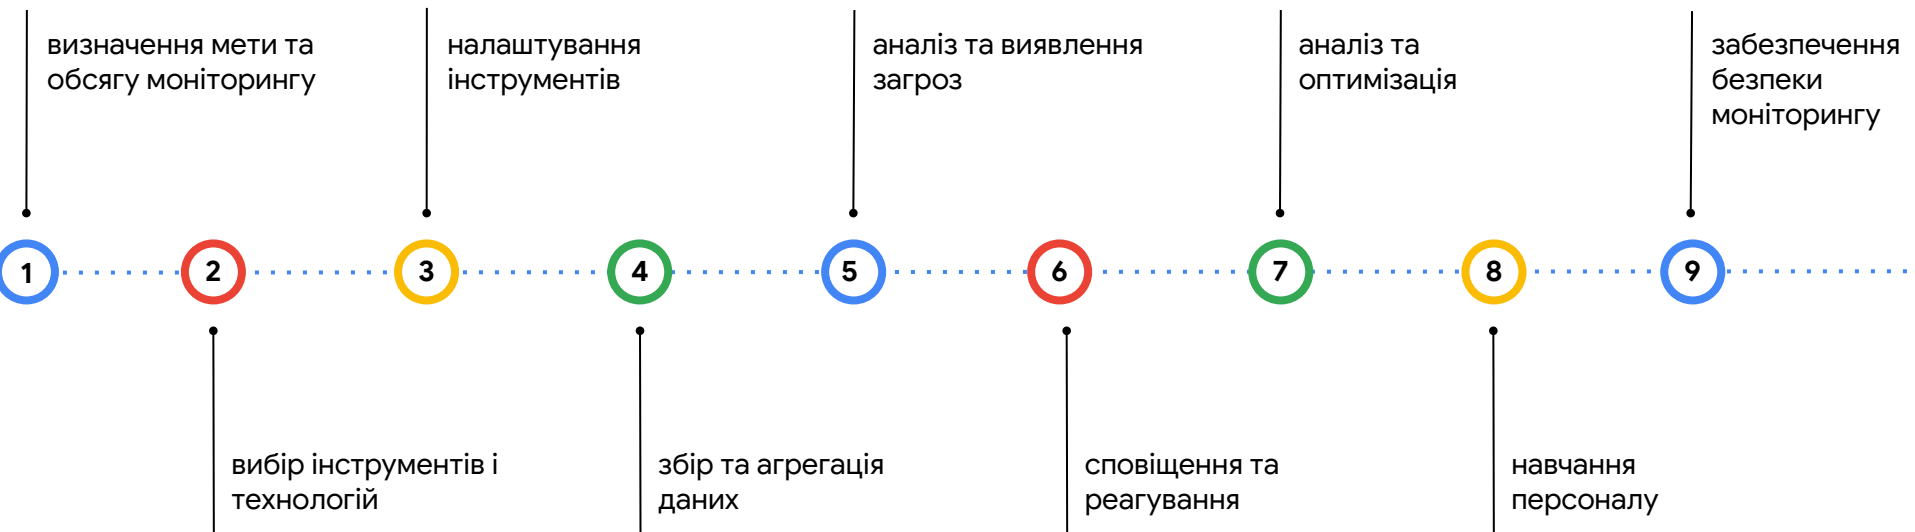 визначення мети та
обсягу моніторингу
налаштування
інструментів
аналіз та виявлення
загроз
аналіз та
оптимізація
забезпечення
безпеки
моніторингу
1
2
3
4
5
6
7
8
9
вибір інструментів і
технологій
збір та агрегація
даних
сповіщення та
реагування
навчання
персоналу